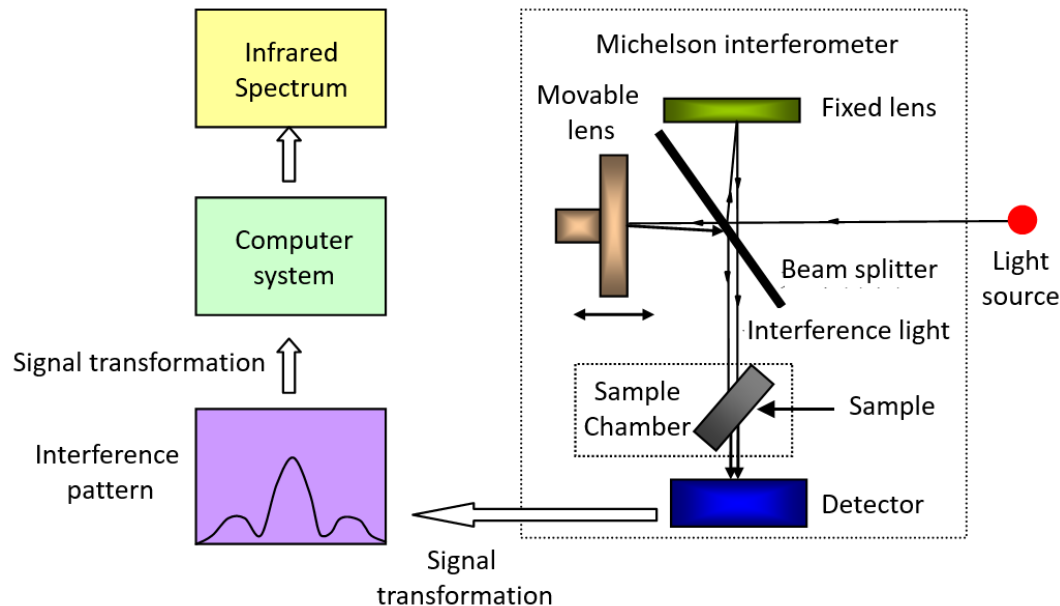 Infrared
Spectrum
Michelson interferometer
Movable
lens
Fixed lens
Computer
system
Beam splitter
Light
source
Interference light
Signal transformation
Sample
Chamber
Sample
Interference
pattern
Detector
Signal
transformation